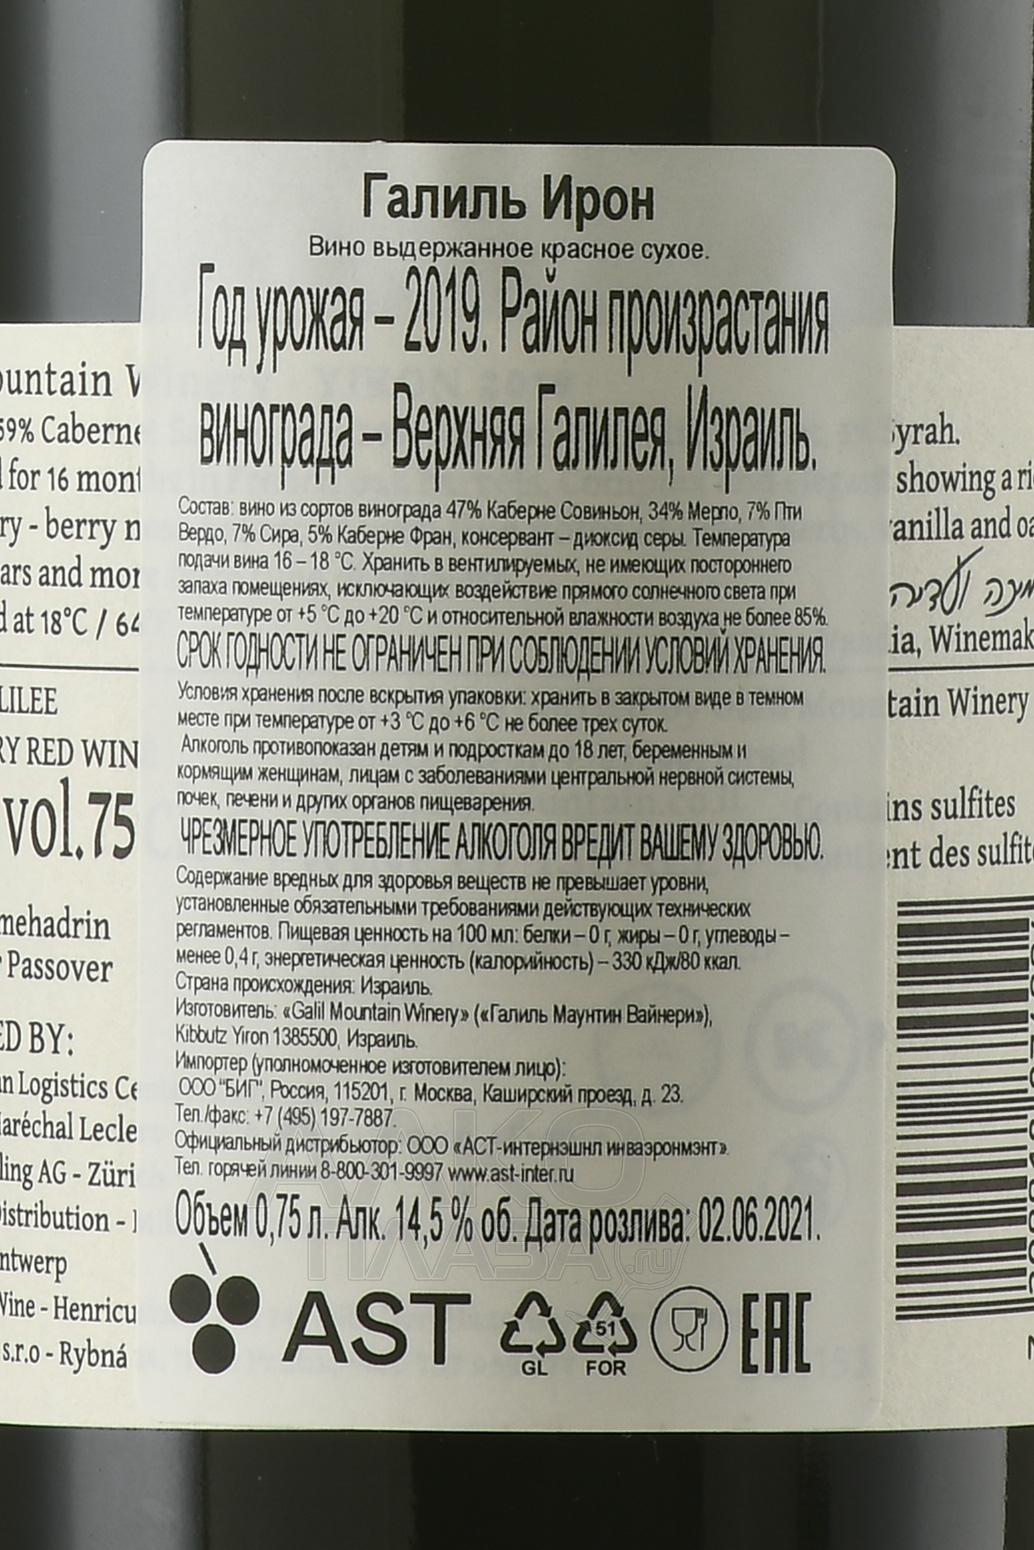 Галиль Ирон
Вино выдержанное красное сухое.
Год урожая – 2019. Район произрастания
винограда – Верхняя Галилея, Израиль.
Состав: вино из сортов винограда 47% Каберне Совиньон, 34% Мерло, 7% Пти
Вердо, 7% Сира, 5% Каберне Фран, консервант – диоксид серы. Температура
подачи вина 16 – 18 °С. Хранить в вентилируемых, не имеющих постороннего
запаха помещениях, исключающих воздействие прямого солнечного света при
температуре от +5 °С до +20 °С и относительной влажности воздуха не более 85%.
СРОК ГОДНОСТИ НЕ ОГРАНИЧЕН ПРИ СОБЛЮДЕНИИ УСЛОВИЙ ХРАНЕНИЯ.
Условия хранения после вскрытия упаковки: хранить в закрытом виде в темном
месте при температуре от +3 °С до +6 °С не более трех суток.
Алкоголь противопоказан детям и подросткам до 18 лет, беременным и
кормящим женщинам, лицам с заболеваниями центральной нервной системы,
почек, печени и других органов пищеварения.
ЧРЕЗМЕРНОЕ УПОТРЕБЛЕНИЕ АЛКОГОЛЯ ВРЕДИТ ВАШЕМУ ЗДОРОВЬЮ.
Содержание вредных для здоровья веществ не превышает уровни,
установленные обязательными требованиями действующих технических
регламентов. Пищевая ценность на 100 мл: белки – 0 г, жиры – 0 г, углеводы –
менее 0,4 г, энергетическая ценность (калорийность) – 330 кДж/80 ккал.
Страна происхождения: Израиль.
Изготовитель: «Galil Mountain Winery» («Галиль Маунтин Вайнери»),
Kibbutz Yiron 1385500, Израиль.
Импортер (уполномоченное изготовителем лицо):
ООО "БИГ", Россия, 115201, г. Москва, Каширский проезд, д. 23.
Тел./факс: +7 (495) 197-7887.
Официальный дистрибьютор: ООО «АСТ-интернэшнл инваэронмэнт».
Тел. горячей линии 8-800-301-9997 www.ast-inter.ru
Объем 0,75 л. Алк. 14,5 % об. Дата розлива: 02.06.2021.
AST
GL
51
FOR
EAC
АЛКО
ПЛАЗА.ru
ountain
59% Caberne
for 16 mon
ry - berry
ars and mo
d at 18°C / 64
LILEE
RY RED WIN
vol.75
mehadrin
Passover
ED BY:
n Logistics Ce
Maréchal Lecle
ling AG - Züri
istribution -
ntwerp
Wine - Henricu
s.r.o - Rybná
yrah.
showing a ri
anilla and oa
ia, Winemak
tain Winery
ins sulfites
nt des sulfit